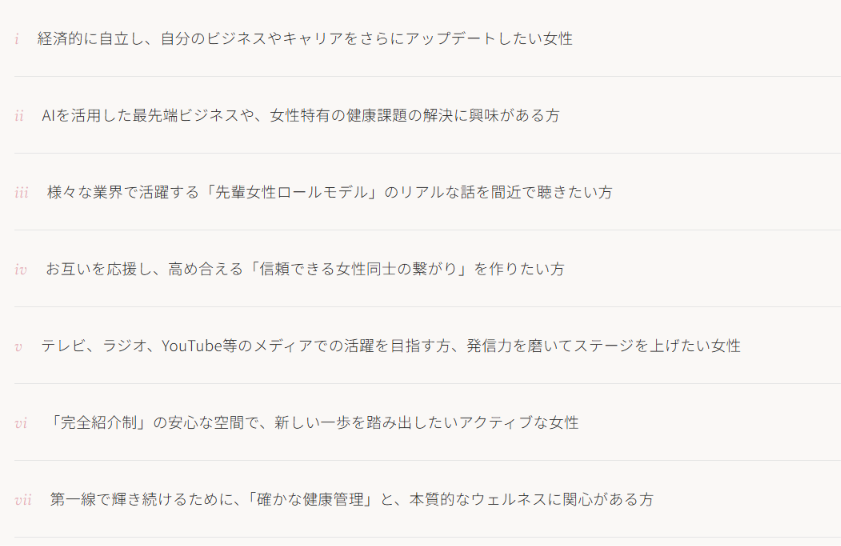 i 経済的に自立し、自分のビジネスやキャリアをさらにアップデートしたい女性
ii AIを活用した最先端ビジネスや、女性特有の健康課題の解決に興味がある方
iii 様々な業界で活躍する「先輩女性ロールモデル」のリアルな話を間近で聴きたい方
iv お互いを応援し、高め合える「信頼できる女性同士の繋がり」を作りたい方
v テレビ、ラジオ、YouTube等のメディアでの活躍を目指す方、発信力を磨いてステージを上げたい女性
vi 「完全紹介制」の安心な空間で、新しい一歩を踏み出したいアクティブな女性
vii 第一線で輝き続けるために、「確かな健康管理」と、本質的なウェルネスに関心がある方